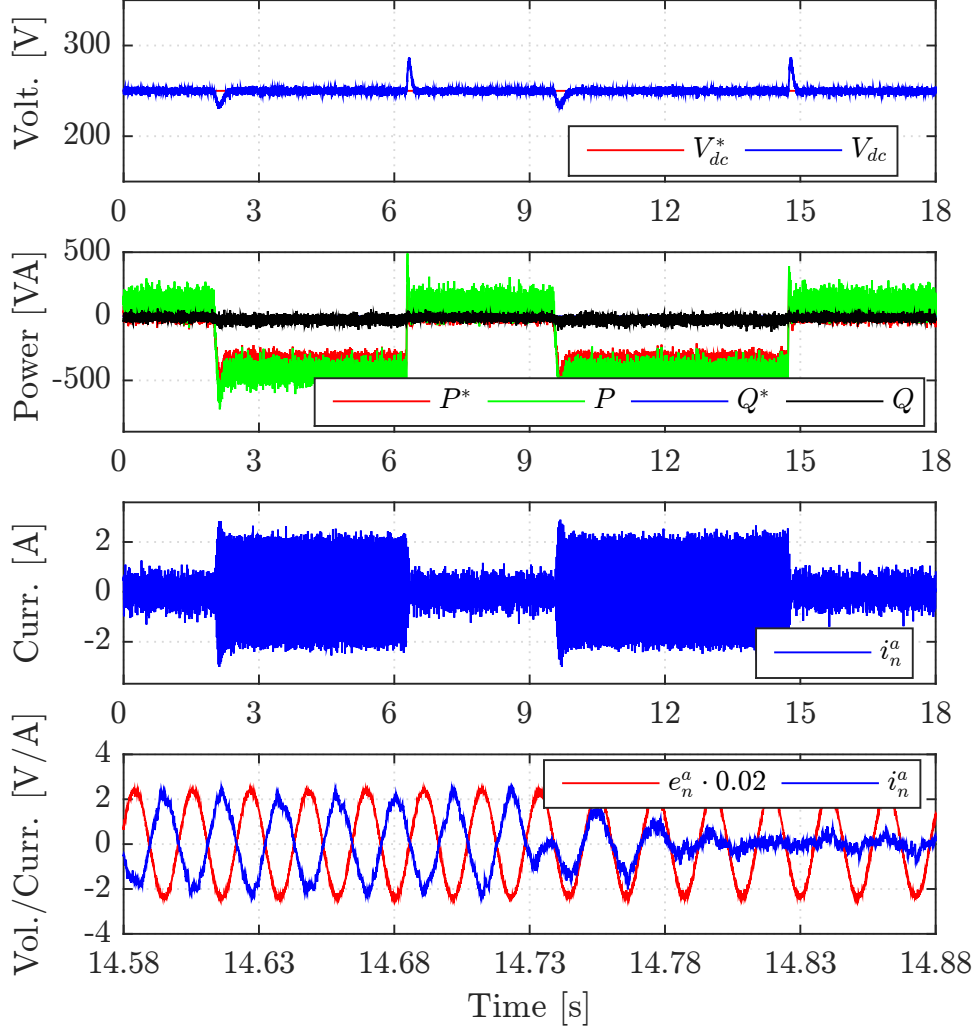 Volt. [V]
300
200
V*dc Vdc
0 3 6 9 12 15 18
Power [VA]
500
0
-500
P* P Q* Q
0 3 6 9 12 15 18
Curr. [A]
2
0
-2
i^a_n
0 3 6 9 12 15 18
Vol./Curr. [V/A]
4
2
0
-2
-4
e^a_n · 0.02 i^a_n
14.58 14.63 14.68 14.73 14.78 14.83 14.88
Time [s]